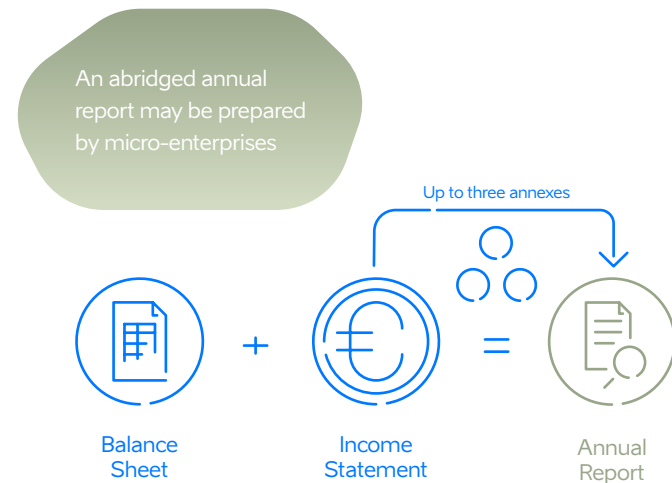 An abridged annual
report may be prepared
by micro-enterprises
Up to three annexes
+
=
Balance
Sheet
Income
Statement
Annual
Report